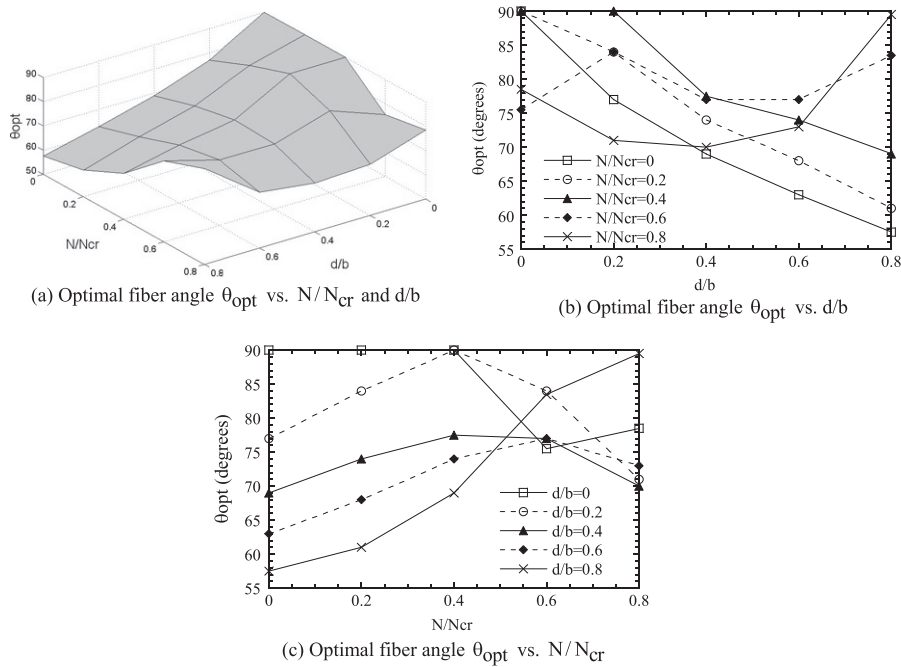 90
80
70
60
50
θopt
0
0.2
0.4
0.6
0.8
N/Ncr
0.8
0.6
0.4
0.2
0
d/b
(a) Optimal fiber angle θopt vs. N/Ncr and d/b
90
85
80
75
70
65
60
55
θopt (degrees)
N/Ncr=0
N/Ncr=0.2
N/Ncr=0.4
N/Ncr=0.6
N/Ncr=0.8
0 0.2 0.4 0.6 0.8
d/b
(b) Optimal fiber angle θopt vs. d/b
90
85
80
75
70
65
60
55
θopt (degrees)
d/b=0
d/b=0.2
d/b=0.4
d/b=0.6
d/b=0.8
0 0.2 0.4 0.6 0.8
N/Ncr
(c) Optimal fiber angle θopt vs. N/Ncr